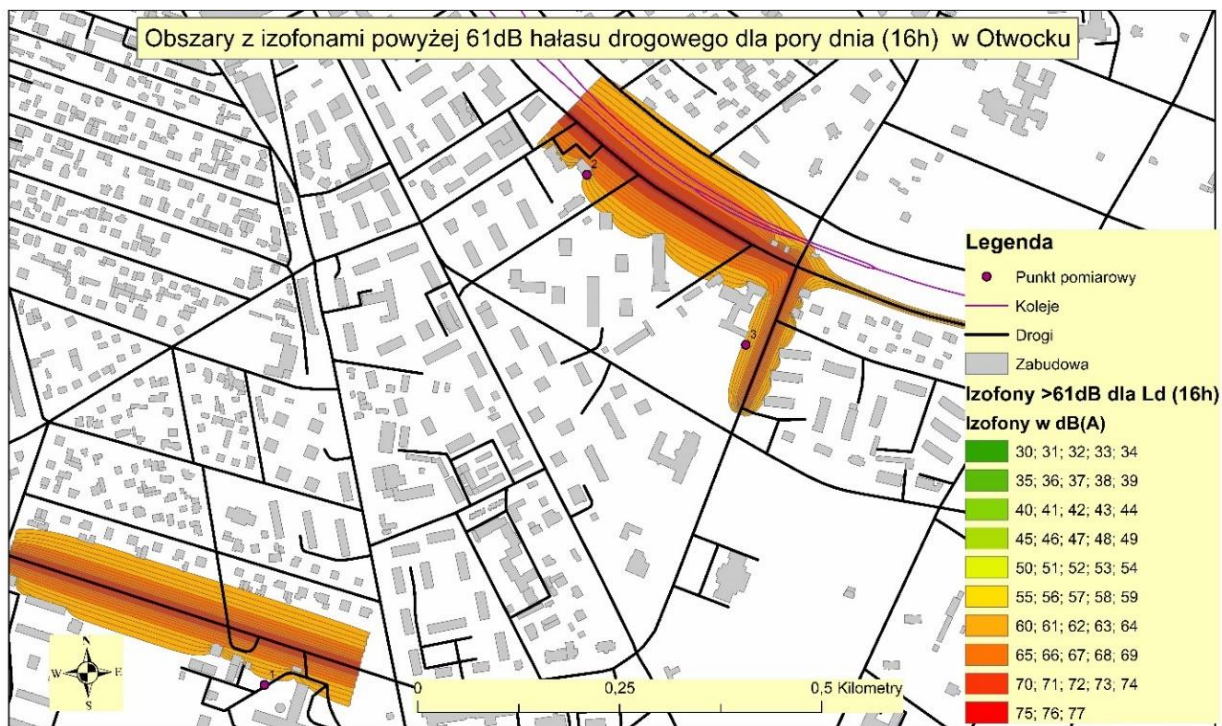 Obszary z izofonami powyżej 61dB hałasu drogowego dla pory dnia (16h) w Otwocku
2
3
1
Legenda
Punkt pomiarowy
Koleje
Drogi
Zabudowa
Izofony >61dB dla Ld (16h)
Izofony w dB(A)
30; 31; 32; 33; 34
35; 36; 37; 38; 39
40; 41; 42; 43; 44
45; 46; 47; 48; 49
50; 51; 52; 53; 54
55; 56; 57; 58; 59
60; 61; 62; 63; 64
65; 66; 67; 68; 69
70; 71; 72; 73; 74
75; 76; 77
N
W E
S
0 0,25 0,5 Kilometry